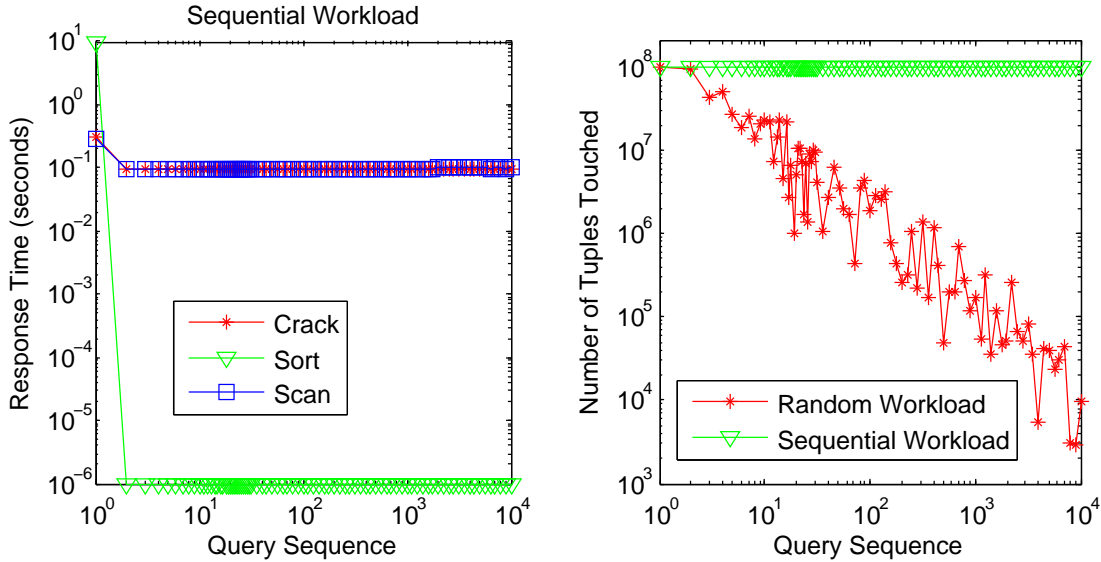 Sequential Workload
Response Time (seconds)
10^1
10^0
10^-1
10^-2
10^-3
10^-4
10^-5
10^-6
Crack
Sort
Scan
10^0
10^1
10^2
10^3
10^4
Query Sequence
Number of Tuples Touched
10^8
10^7
10^6
10^5
10^4
10^3
Random Workload
Sequential Workload
10^0
10^1
10^2
10^3
10^4
Query Sequence